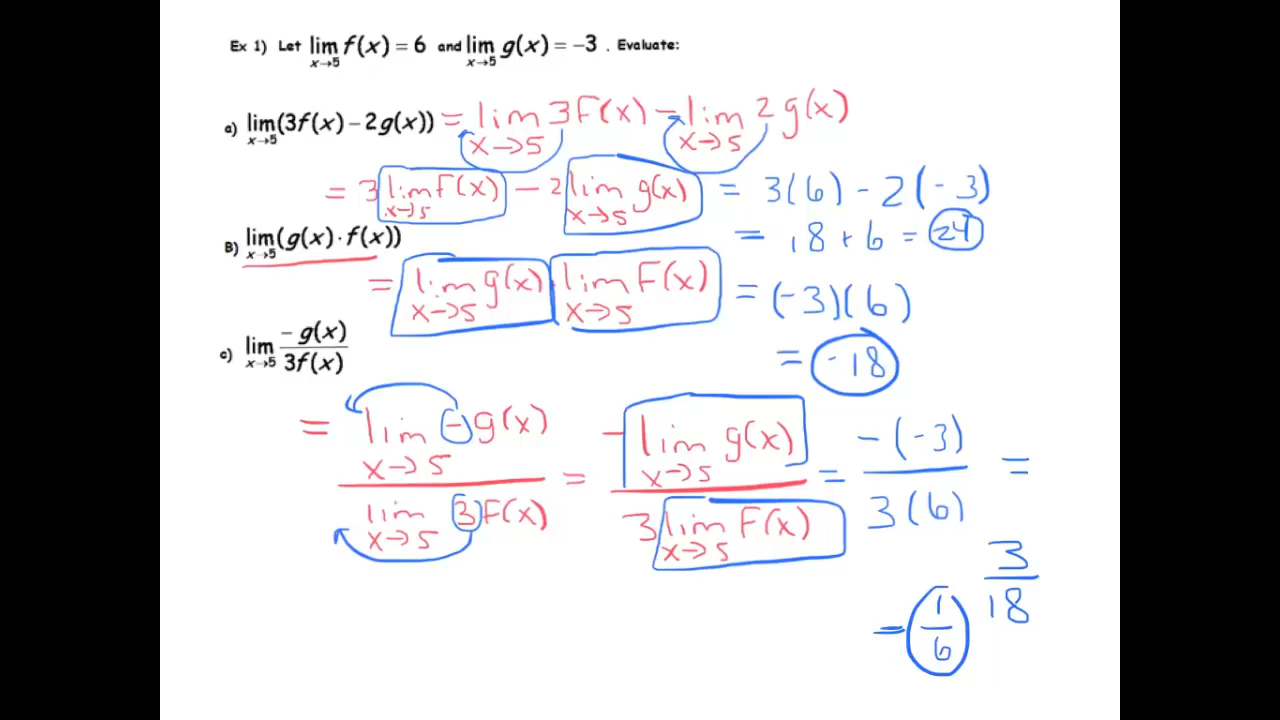 Ex 1) Let lim x→5 f(x) = 6 and lim x→5 g(x) = -3 . Evaluate:
a) lim x→5 (3f(x) - 2g(x)) = lim x→5 3F(x) - lim x→5 2g(x)
= 3 lim x→5 F(x) - 2 lim x→5 g(x) = 3(6) - 2(-3)
= 18 + 6 = 24
B) lim x→5 (g(x) · f(x))
= lim x→5 g(x) · lim x→5 F(x) = (-3)(6)
= -18
c) lim x→5 -g(x) / 3f(x)
= lim x→5 -g(x) / lim x→5 3F(x) = - lim x→5 g(x) / 3 lim x→5 F(x) = -(-3) / 3(6) =
3 / 18
= 1 / 6